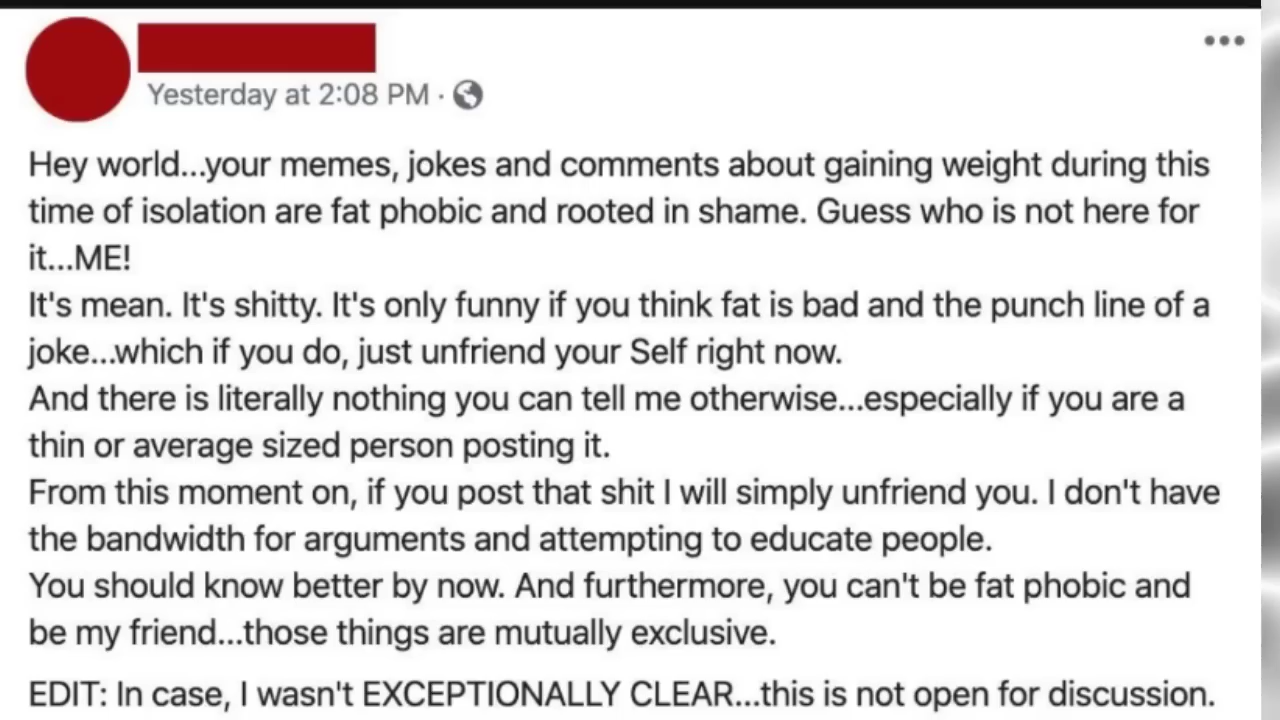 Yesterday at 2:08 PM ·
Hey world...your memes, jokes and comments about gaining weight during this
time of isolation are fat phobic and rooted in shame. Guess who is not here for
it...ME!
It's mean. It's shitty. It's only funny if you think fat is bad and the punch line of a
joke...which if you do, just unfriend your Self right now.
And there is literally nothing you can tell me otherwise...especially if you are a
thin or average sized person posting it.
From this moment on, if you post that shit I will simply unfriend you. I don't have
the bandwidth for arguments and attempting to educate people.
You should know better by now. And furthermore, you can't be fat phobic and
be my friend...those things are mutually exclusive.
EDIT: In case, I wasn't EXCEPTIONALLY CLEAR...this is not open for discussion.